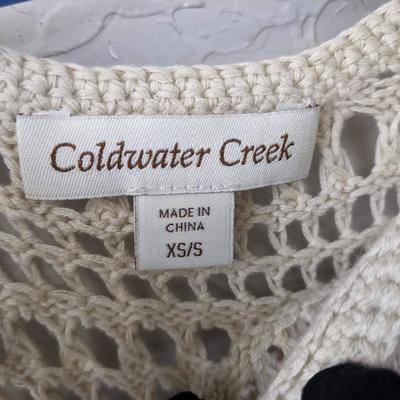 Coldwater Creek
MADE IN
CHINA
XS/S